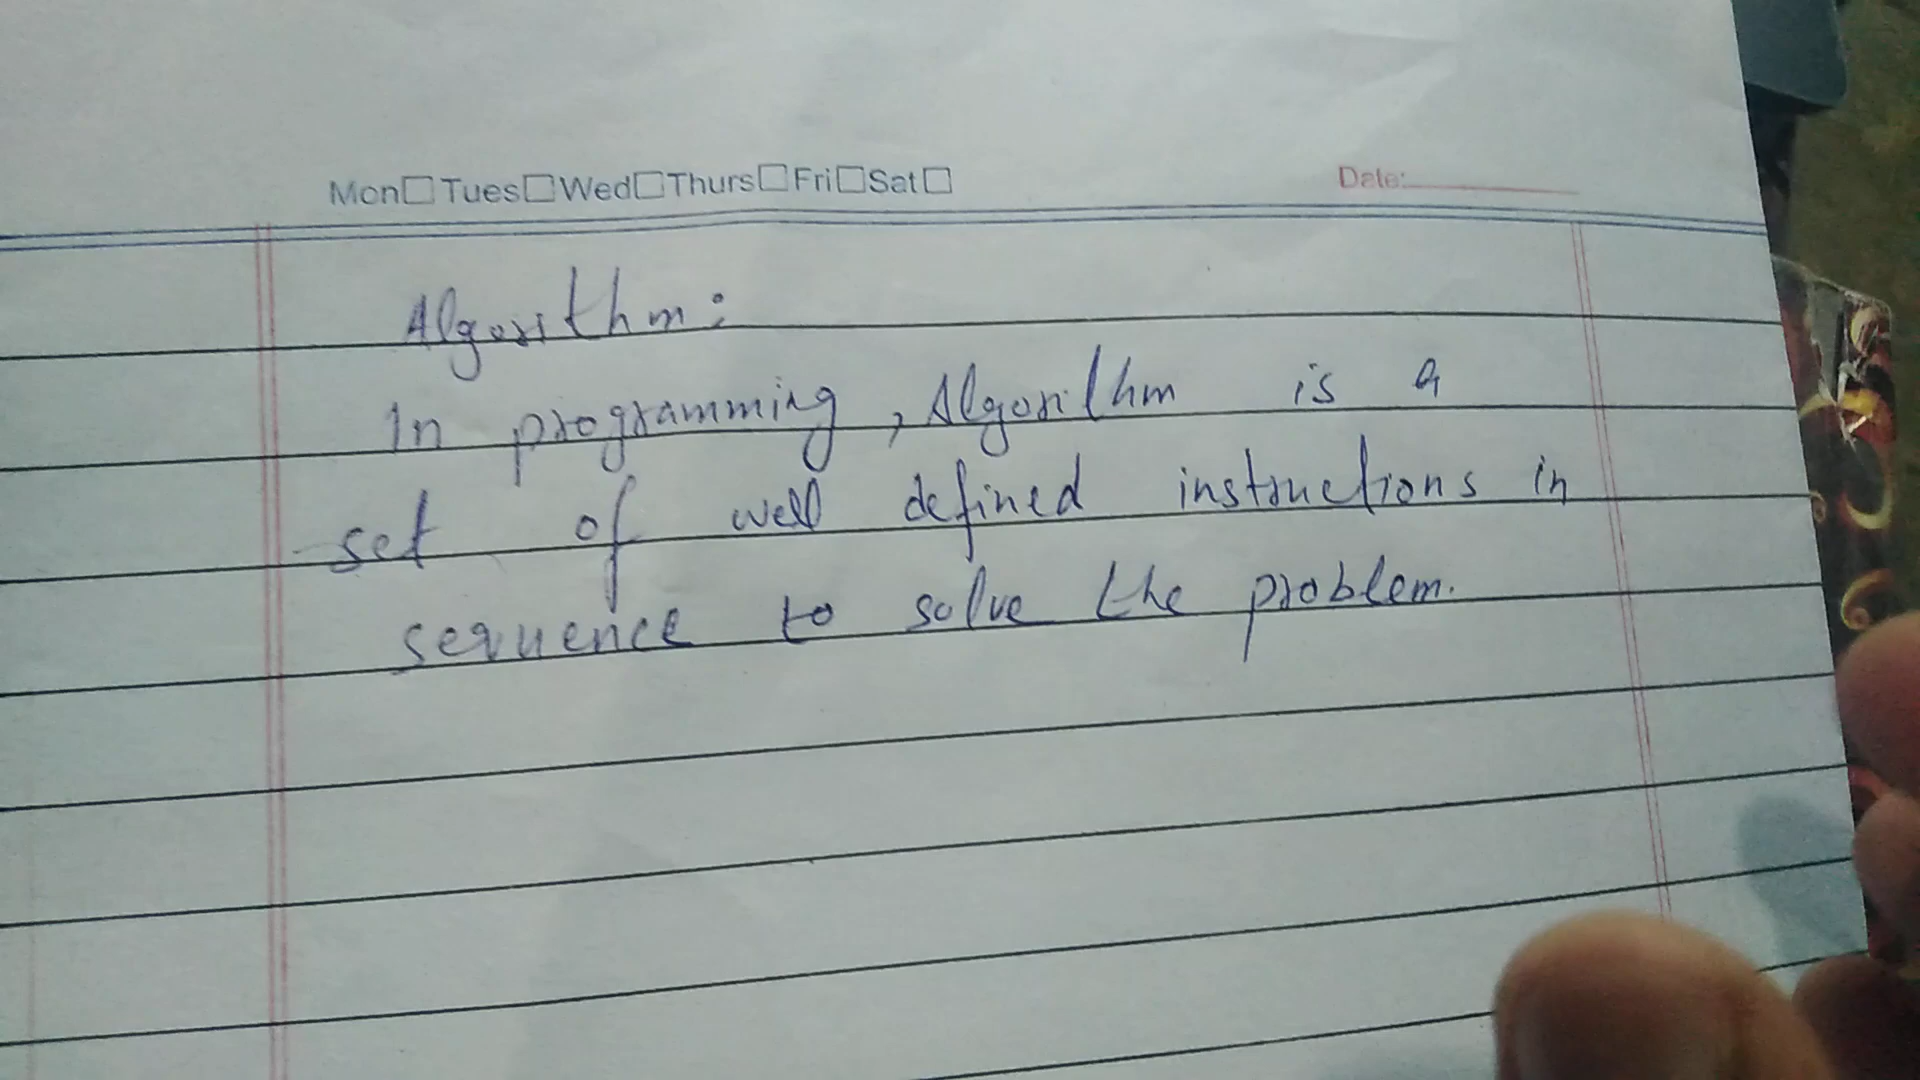 Mon Tues Wed Thurs Fri Sat Date:
Algorithm:
In programming, Algorithm is a
set of well defined instructions in
sequence to solve the problem.